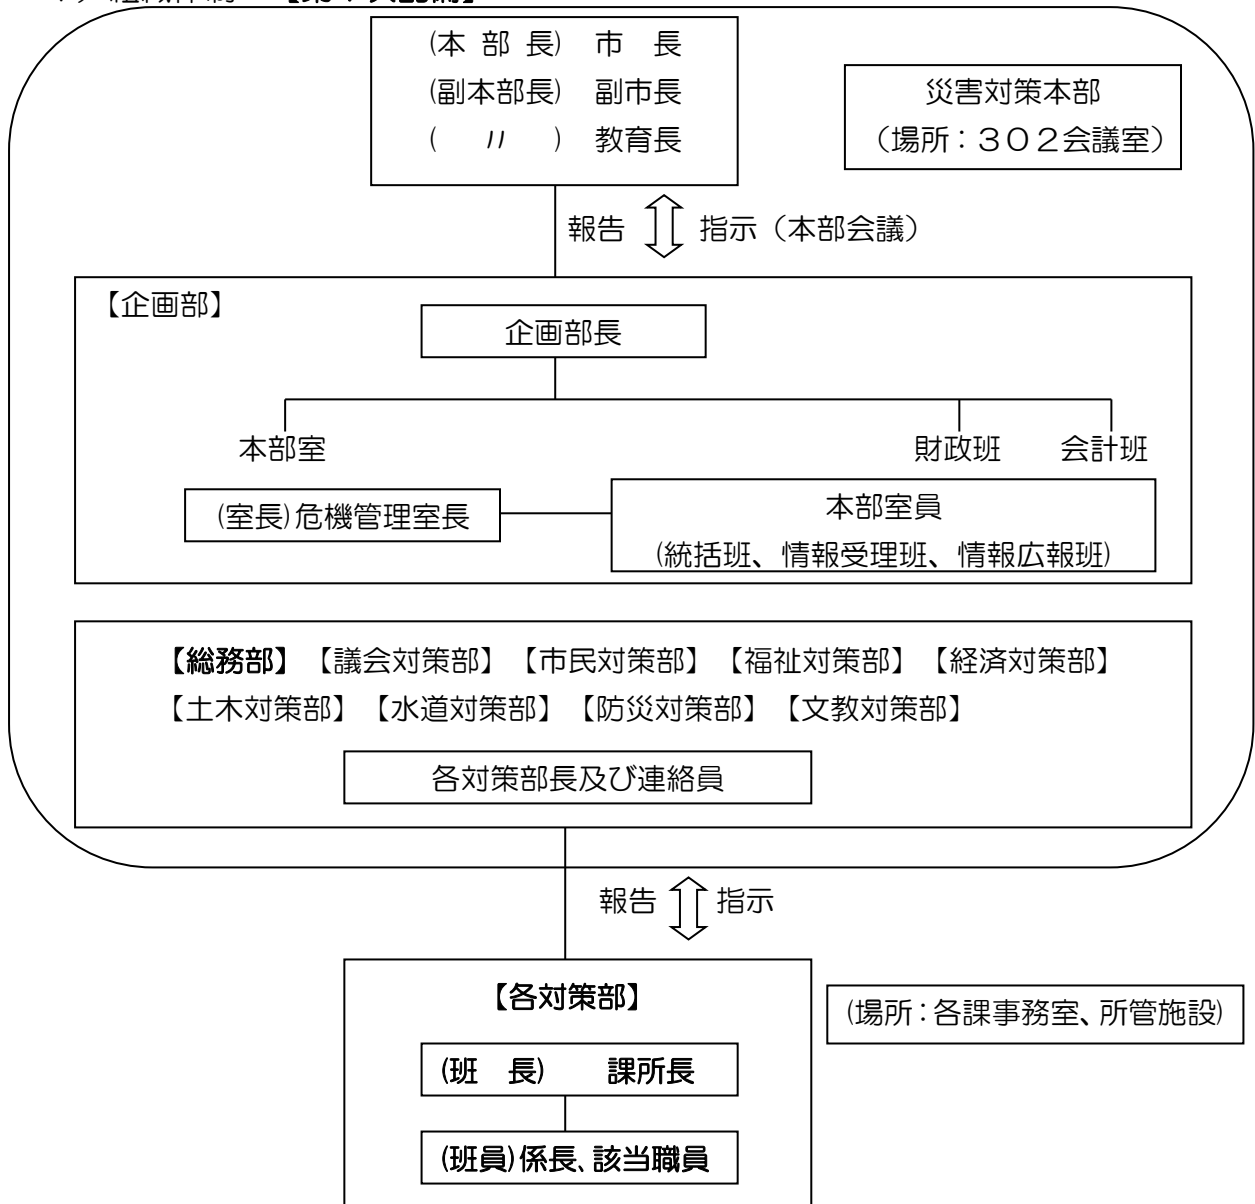 (本 部 長) 市 長
(副本部長) 副市長
( 〃 ) 教育長
災害対策本部
(場所:302会議室)
報告 指示(本部会議)
【企画部】
企画部長
本部室 財政班 会計班
(室長)危機管理室長
本部室員
(統括班、情報受理班、情報広報班)
【総務部】【議会対策部】【市民対策部】【福祉対策部】【経済対策部】
【土木対策部】【水道対策部】【防災対策部】【文教対策部】
各対策部長及び連絡員
報告 指示
【各対策部】
(場所:各課事務室、所管施設)
(班 長) 課所長
(班員)係長、該当職員